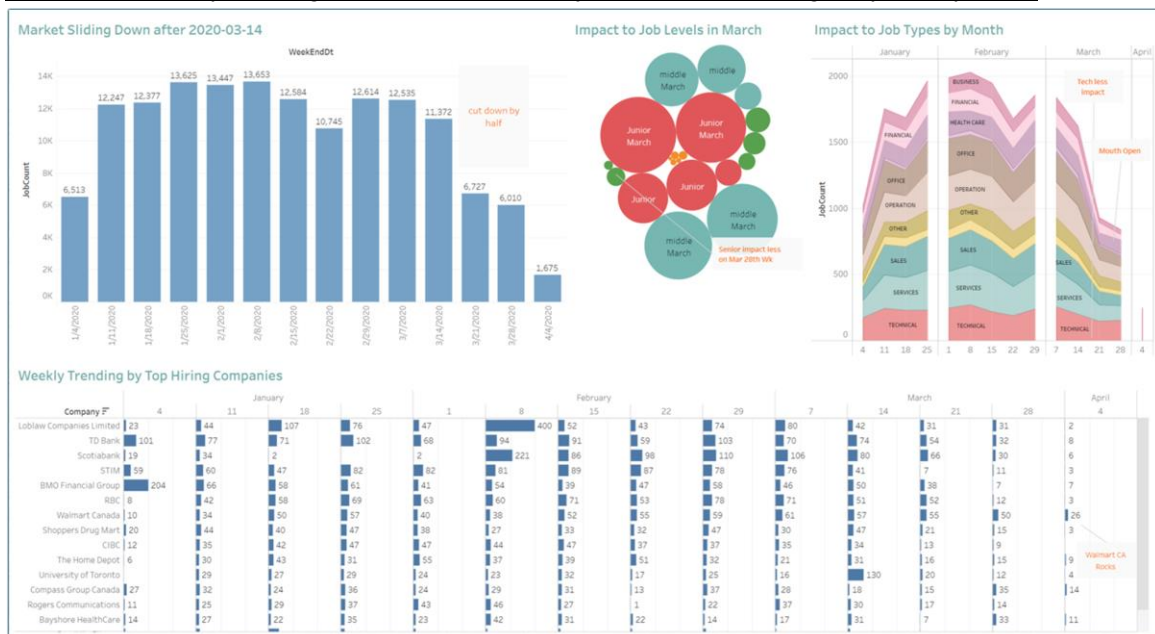 Market Sliding Down after 2020-03-14
WeekEndDt
14K
12K
10K
8K
6K
4K
2K
0K
JobCount
6,513
12,247
12,377
13,625
13,447
13,653
12,584
10,745
12,614
12,535
11,372
6,727
6,010
1,675
cut down by
half
1/4/2020
1/11/2020
1/18/2020
1/25/2020
2/1/2020
2/8/2020
2/15/2020
2/22/2020
2/29/2020
3/7/2020
3/14/2020
3/21/2020
3/28/2020
4/4/2020
Impact to Job Levels in March
middle
March
middle
Junior
March
Junior
March
Junior
Junior
middle
March
middle
March
Senior Impact less
on Mar 20th Wk
Impact to Job Types by Month
January February March April
2000
1500
1000
500
0
JobCount
FINANCIAL
OFFICE
OPERATION
OTHER
SALES
SERVICES
TECHNICAL
BUSINESS
FINANCIAL
HEALTH CARE
OFFICE
OPERATION
OTHER
SALES
SERVICES
TECHNICAL
SALES
SERVICES
TECHNICAL
Tech less
Impact
Mouth Open
4 11 18 25 1 8 15 22 29 7 14 21 28 4
Weekly Trending by Top Hiring Companies
January February March April
Company 4 11 18 25 1 8 15 22 29 7 14 21 28 4
Loblaw Companies Limited 23 44 107 76 47 400 52 43 74 80 42 31 31 2
TD Bank 101 77 71 102 68 94 91 59 103 70 74 54 32 8
Scotiabank 19 34 2 2 221 86 98 110 106 80 66 30 6
STIM 59 60 47 82 82 81 89 87 78 76 41 7 11 3
BMO Financial Group 204 66 58 61 41 54 39 47 58 46 50 38 7 7
RBC 8 42 58 69 63 60 71 53 78 71 51 52 12 3
Walmart Canada 10 34 50 57 40 38 52 55 59 61 57 55 50 26
Shoppers Drug Mart 20 44 40 47 38 27 33 32 47 30 47 21 15 3
CIBC 12 35 42 47 47 44 47 37 37 35 34 13 9
The Home Depot 6 30 43 31 55 37 39 51 32 21 31 16 15 9
University of Toronto 29 27 29 24 23 32 17 25 16 130 20 12 4
Compass Group Canada 27 32 24 36 24 29 31 13 37 28 18 15 35 14
Rogers Communications 11 25 29 37 43 46 27 1 22 37 30 17 14
Bayshore HealthCare 14 27 22 35 23 42 31 22 14 17 31 7 33 11
Walmart CA
Rocks